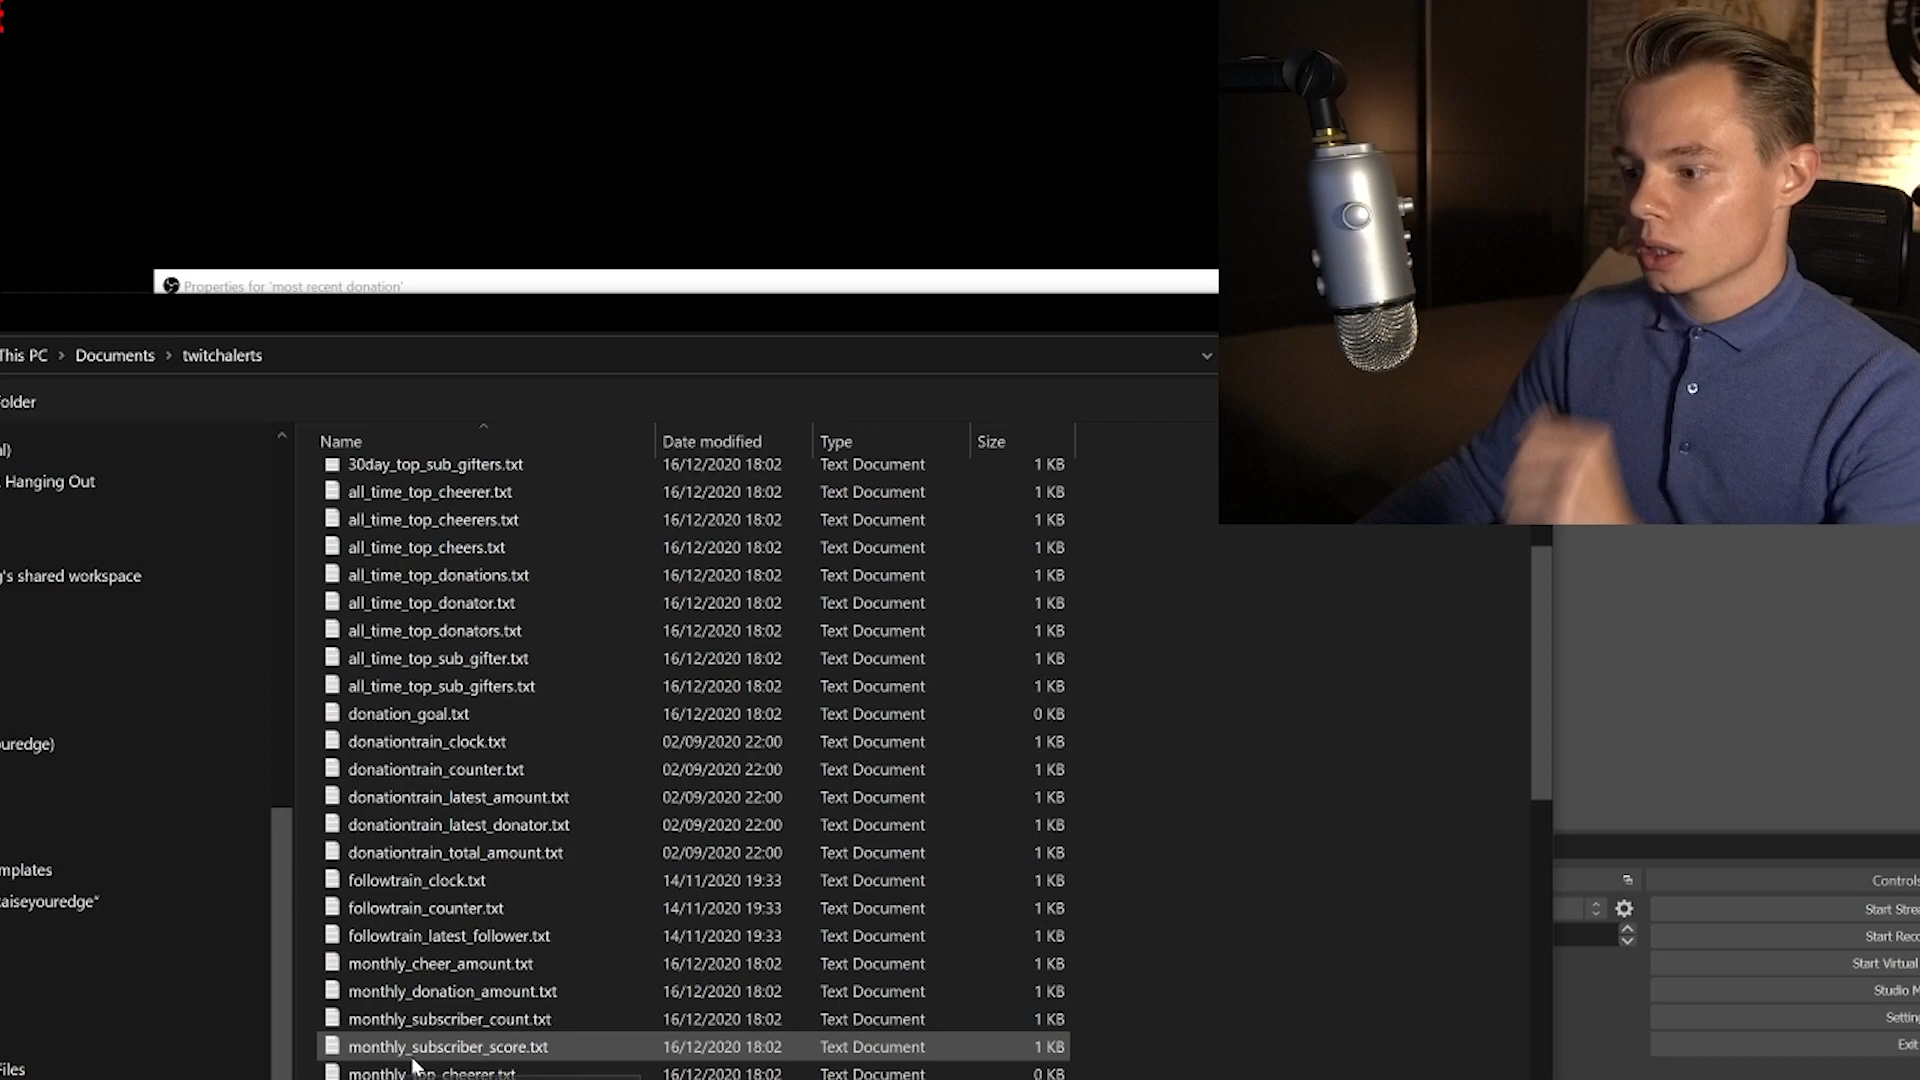 Properties for 'most recent donation'
This PC > Documents > twitchalerts
older
Name Date modified Type Size
al)
Hanging Out
g's shared workspace
ouredge)
mplates
aiseyouredge"
Files
30day_top_sub_gifters.txt 16/12/2020 18:02 Text Document 1 KB
all_time_top_cheerer.txt 16/12/2020 18:02 Text Document 1 KB
all_time_top_cheerers.txt 16/12/2020 18:02 Text Document 1 KB
all_time_top_cheers.txt 16/12/2020 18:02 Text Document 1 KB
all_time_top_donations.txt 16/12/2020 18:02 Text Document 1 KB
all_time_top_donator.txt 16/12/2020 18:02 Text Document 1 KB
all_time_top_donators.txt 16/12/2020 18:02 Text Document 1 KB
all_time_top_sub_gifter.txt 16/12/2020 18:02 Text Document 1 KB
all_time_top_sub_gifters.txt 16/12/2020 18:02 Text Document 1 KB
donation_goal.txt 16/12/2020 18:02 Text Document 0 KB
donationtrain_clock.txt 02/09/2020 22:00 Text Document 1 KB
donationtrain_counter.txt 02/09/2020 22:00 Text Document 1 KB
donationtrain_latest_amount.txt 02/09/2020 22:00 Text Document 1 KB
donationtrain_latest_donator.txt 02/09/2020 22:00 Text Document 1 KB
donationtrain_total_amount.txt 02/09/2020 22:00 Text Document 1 KB
followtrain_clock.txt 14/11/2020 19:33 Text Document 1 KB
followtrain_counter.txt 14/11/2020 19:33 Text Document 1 KB
followtrain_latest_follower.txt 14/11/2020 19:33 Text Document 1 KB
monthly_cheer_amount.txt 16/12/2020 18:02 Text Document 1 KB
monthly_donation_amount.txt 16/12/2020 18:02 Text Document 1 KB
monthly_subscriber_count.txt 16/12/2020 18:02 Text Document 1 KB
monthly_subscriber_score.txt 16/12/2020 18:02 Text Document 1 KB
monthly_top_cheerer.txt 16/12/2020 18:02 Text Document 0 KB
Controls
Start Strea
Start Reco
Start Virtual
Studio M
Setting
Exit